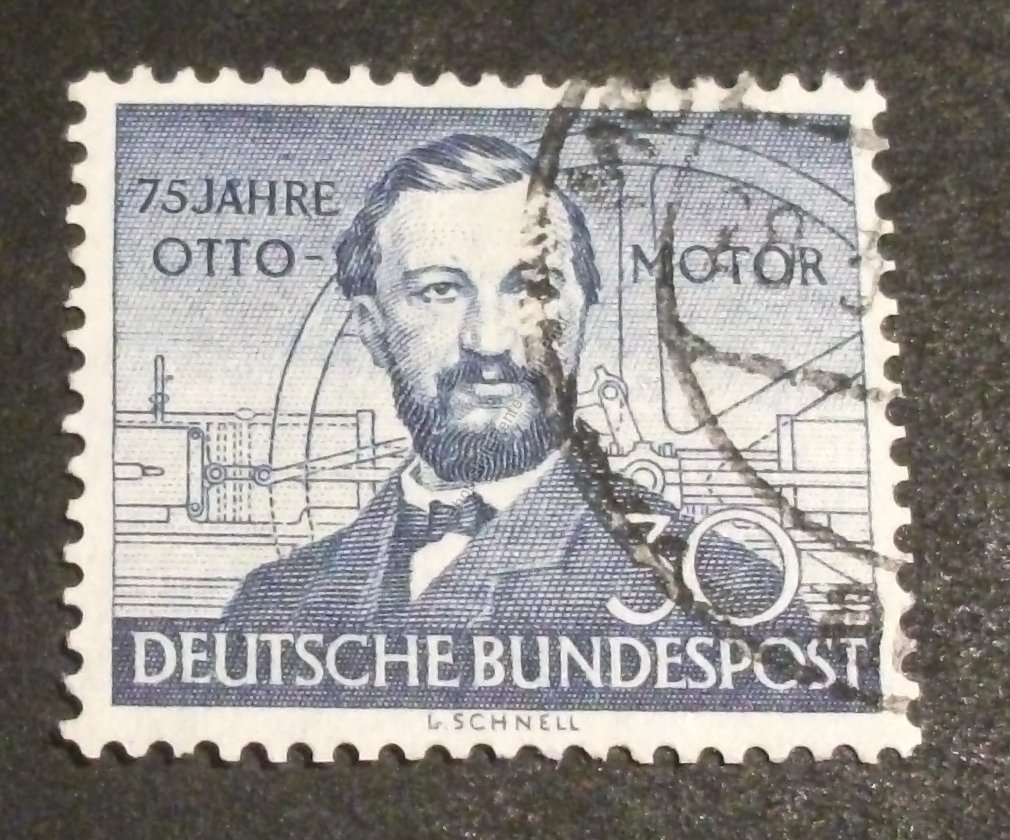 75 JAHRE
OTTO - MOTOR
30
DEUTSCHE BUNDESPOST
L. SCHNELL